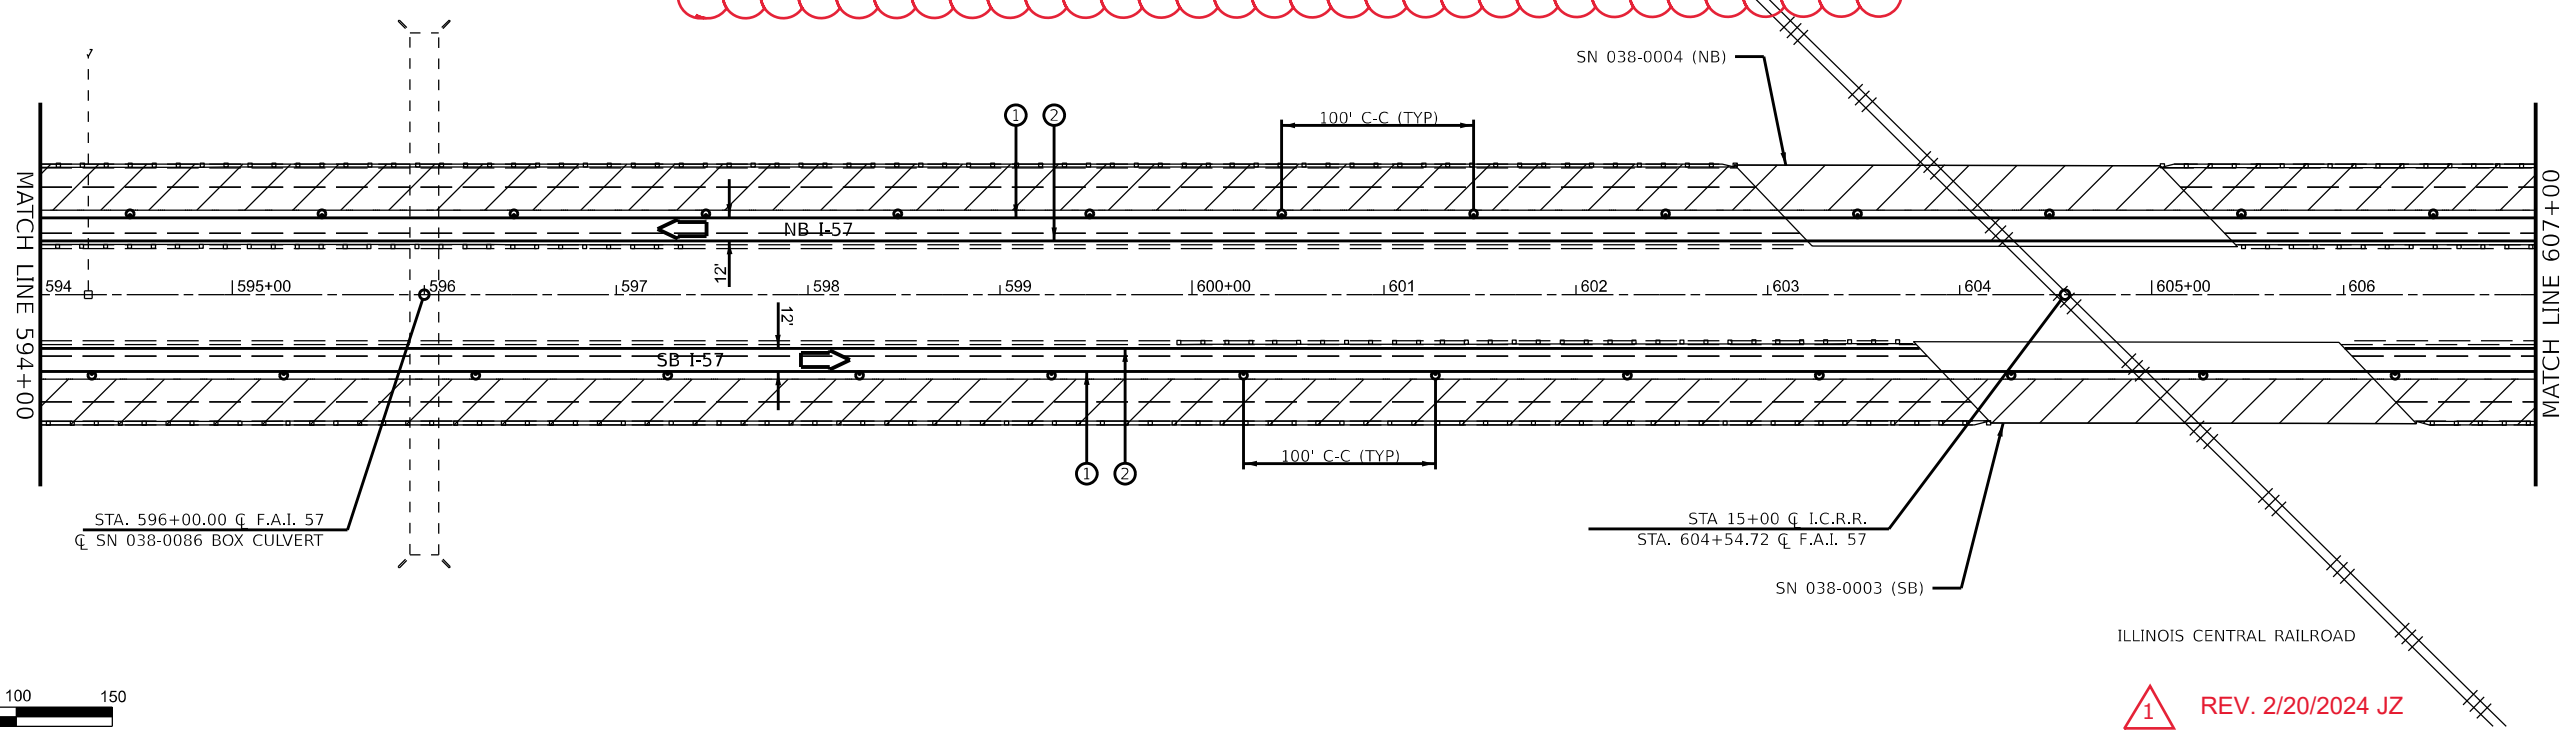 SN 038-0004 (NB)
1
2
100' C-C (TYP)
MATCH LINE 594+00
MATCH LINE 607+00
NB I-57
12'
594
595+00
596
597
598
599
600+00
601
602
603
604
605+00
606
12'
SB I-57
100' C-C (TYP)
1
2
STA. 596+00.00 ℄ F.A.I. 57
℄ SN 038-0086 BOX CULVERT
STA 15+00 ℄ I.C.R.R.
STA. 604+54.72 ℄ F.A.I. 57
SN 038-0003 (SB)
ILLINOIS CENTRAL RAILROAD
100
150
1
REV. 2/20/2024 JZ